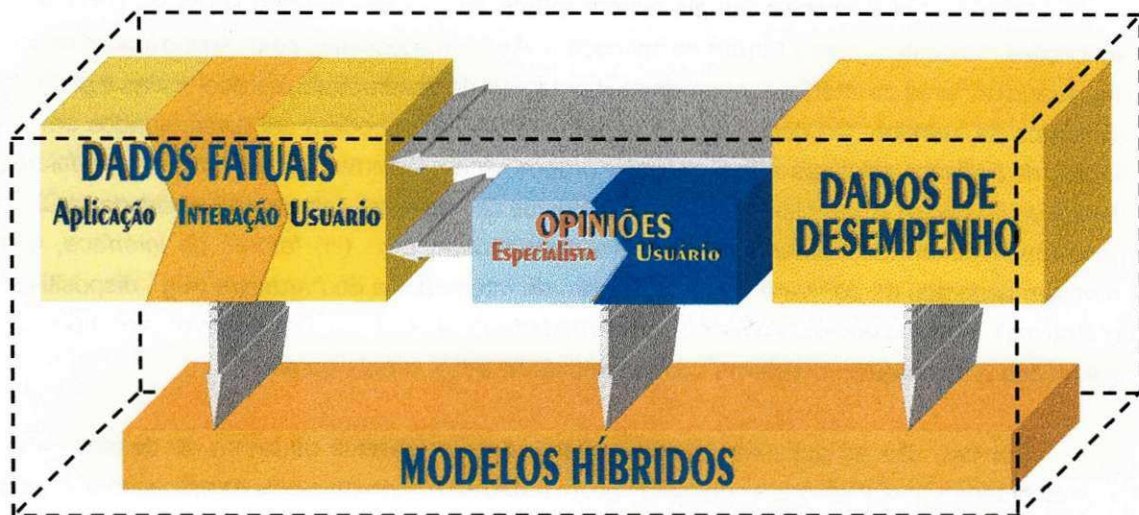 DADOS FATUAIS
Aplicação Interação Usuário
OPINIÕES
Especialista Usuário
DADOS DE
DESEMPENHO
MODELOS HÍBRIDOS